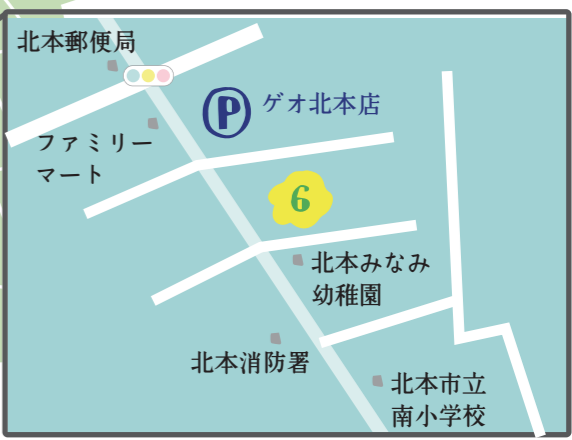 北本郵便局
P
ゲオ北本店
ファミリー
マート
6
北本みなみ
幼稚園
北本消防署
北本市立
南小学校